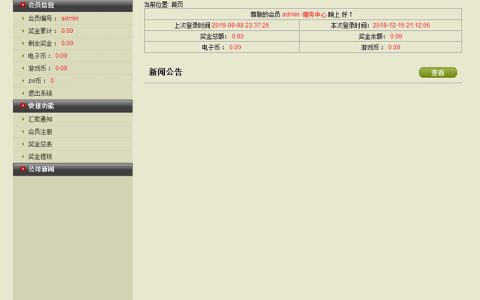 会员信息
会员编号： admin
奖金累计： 0.00
剩余奖金： 0.00
电子币： 0.00
游戏币： 0.00
pe币： 0
退出系统
快捷功能
汇款通知
会员注册
奖金总表
奖金提现
公司新闻
当前位置: 首页
尊敬的会员 admin -服务中心 晚上 好！
上次登录时间:2016-09-08 23:37:25
本次登录时间：2018-12-16 21:12:06
奖金总额： 0.00
奖金余额： 0.00
电子币： 0.00
游戏币： 0.00
新闻公告
查看